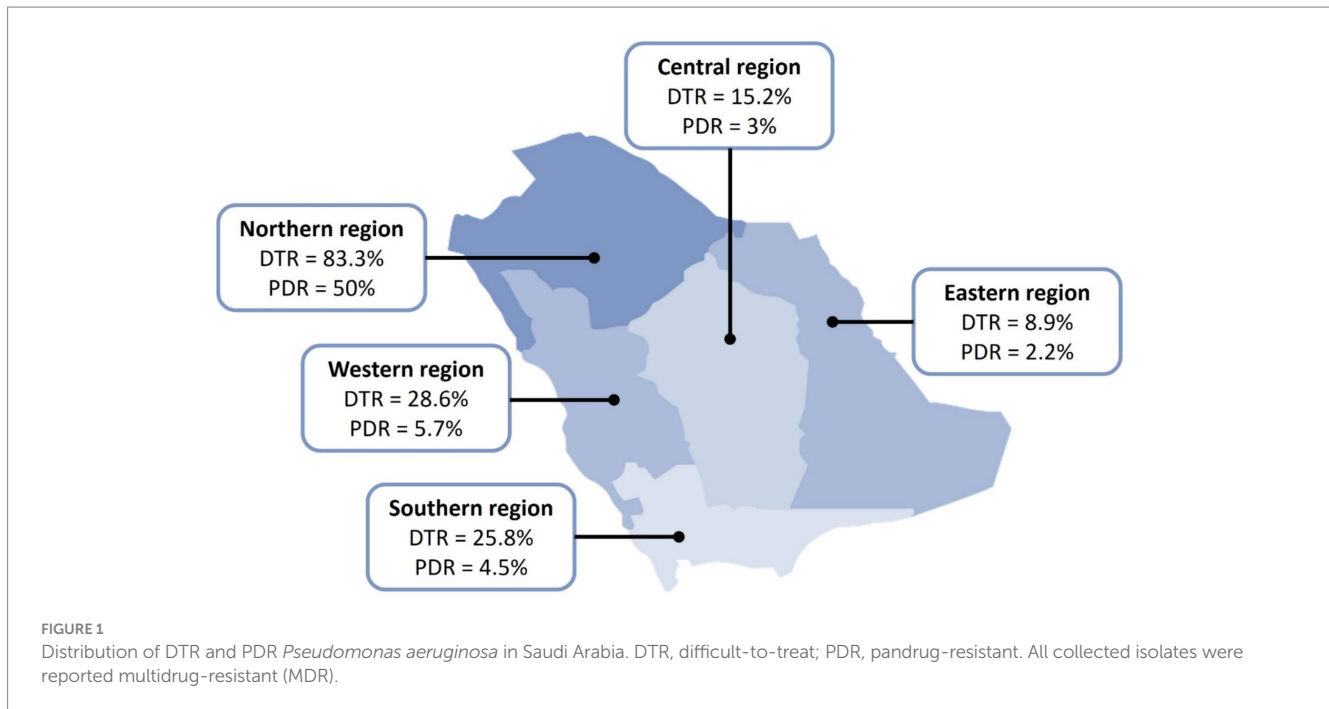 Central region
DTR = 15.2%
PDR = 3%
Northern region
DTR = 83.3%
PDR = 50%
Eastern region
DTR = 8.9%
PDR = 2.2%
Western region
DTR = 28.6%
PDR = 5.7%
Southern region
DTR = 25.8%
PDR = 4.5%
FIGURE 1
Distribution of DTR and PDR Pseudomonas aeruginosa in Saudi Arabia. DTR, difficult-to-treat; PDR, pandrug-resistant. All collected isolates were
reported multidrug-resistant (MDR).